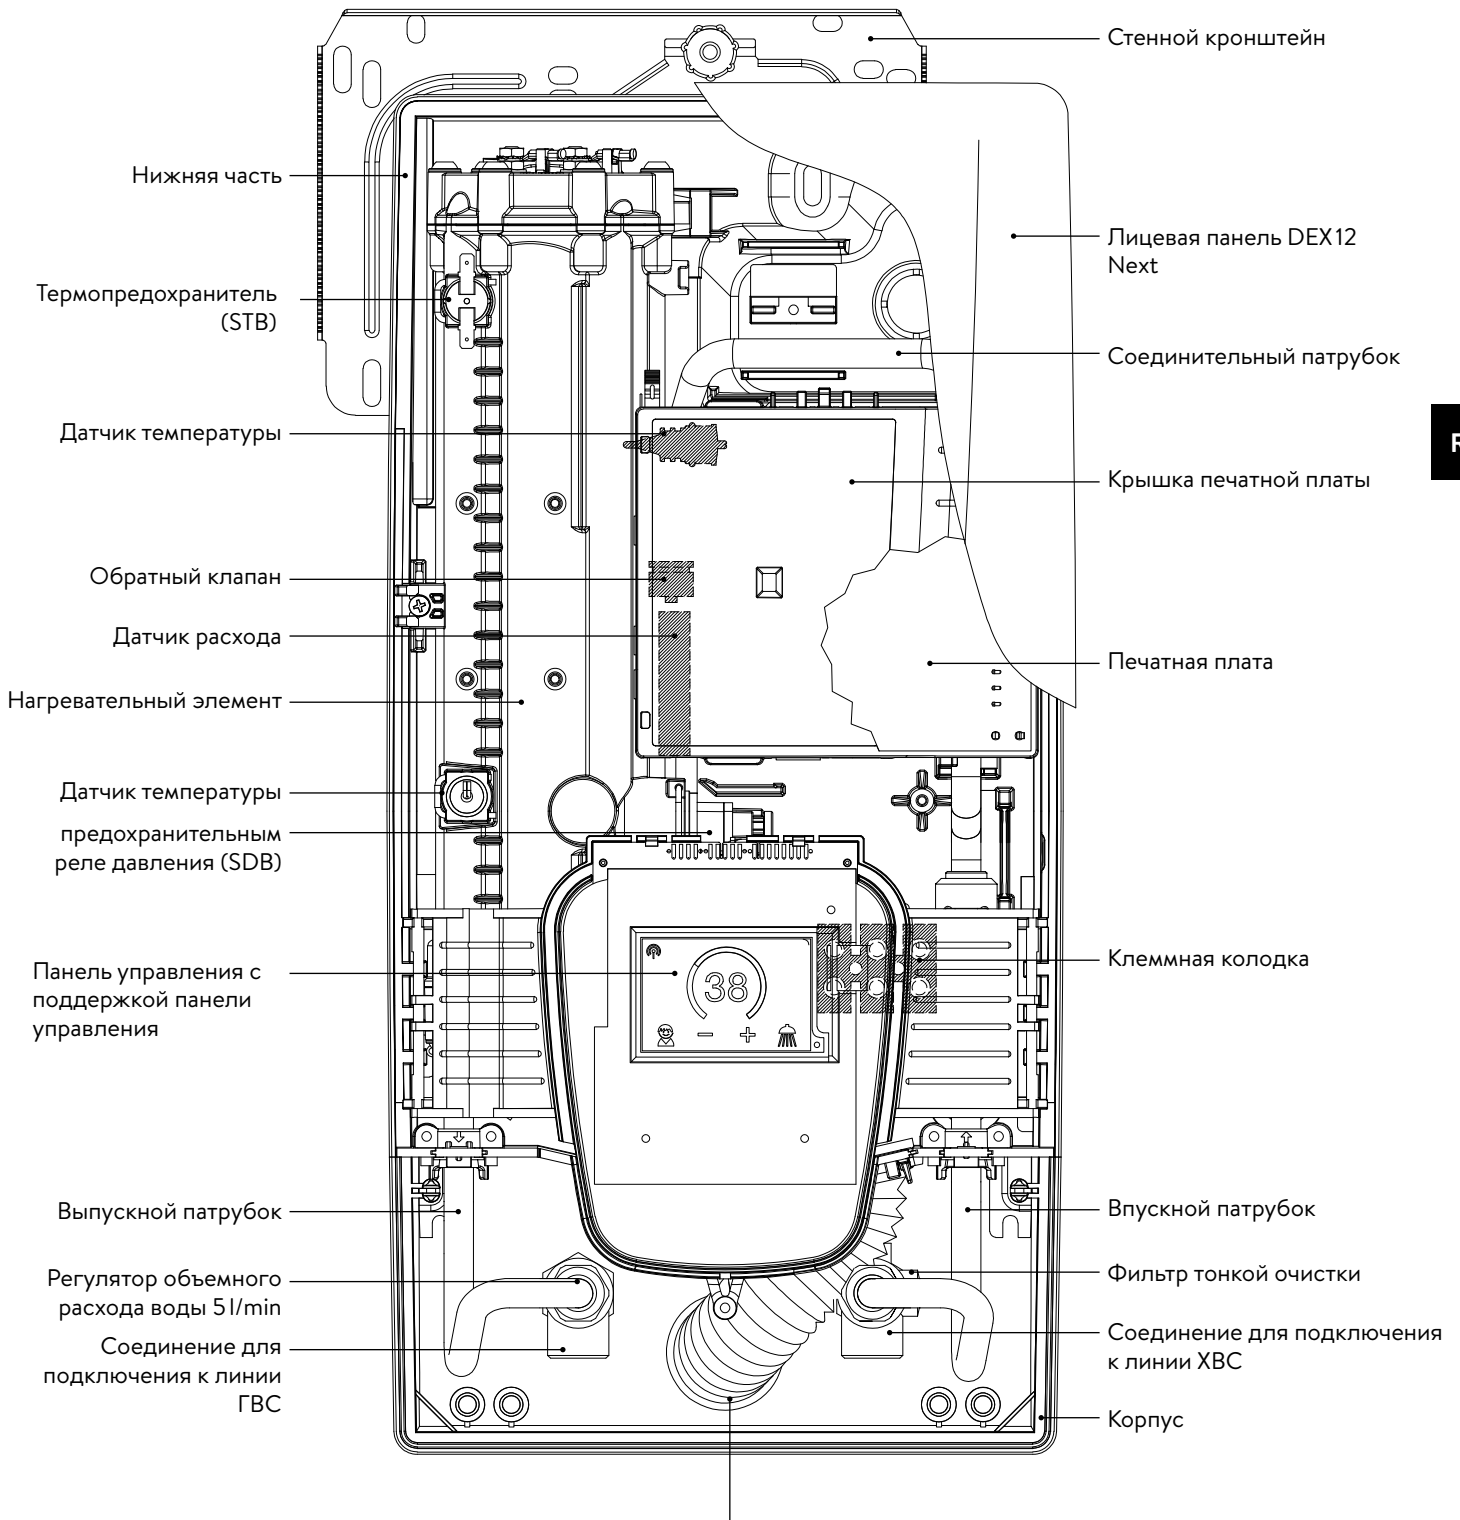 Стенной кронштейн
Нижняя часть
Лицевая панель DEX12
Next
Термопредохранитель
(STB)
Соединительный патрубок
Датчик температуры
R
Крышка печатной платы
Обратный клапан
Датчик расхода
Печатная плата
Нагревательный элемент
Датчик температуры
предохранительным
реле давления (SDB)
Панель управления с
поддержкой панели
управления
38
Клеммная колодка
Выпускной патрубок
Впускной патрубок
Регулятор объемного
расхода воды 5 l/min
Фильтр тонкой очистки
Соединение для
подключения к линии
ГВС
Соединение для подключения
к линии ХВС
Корпус